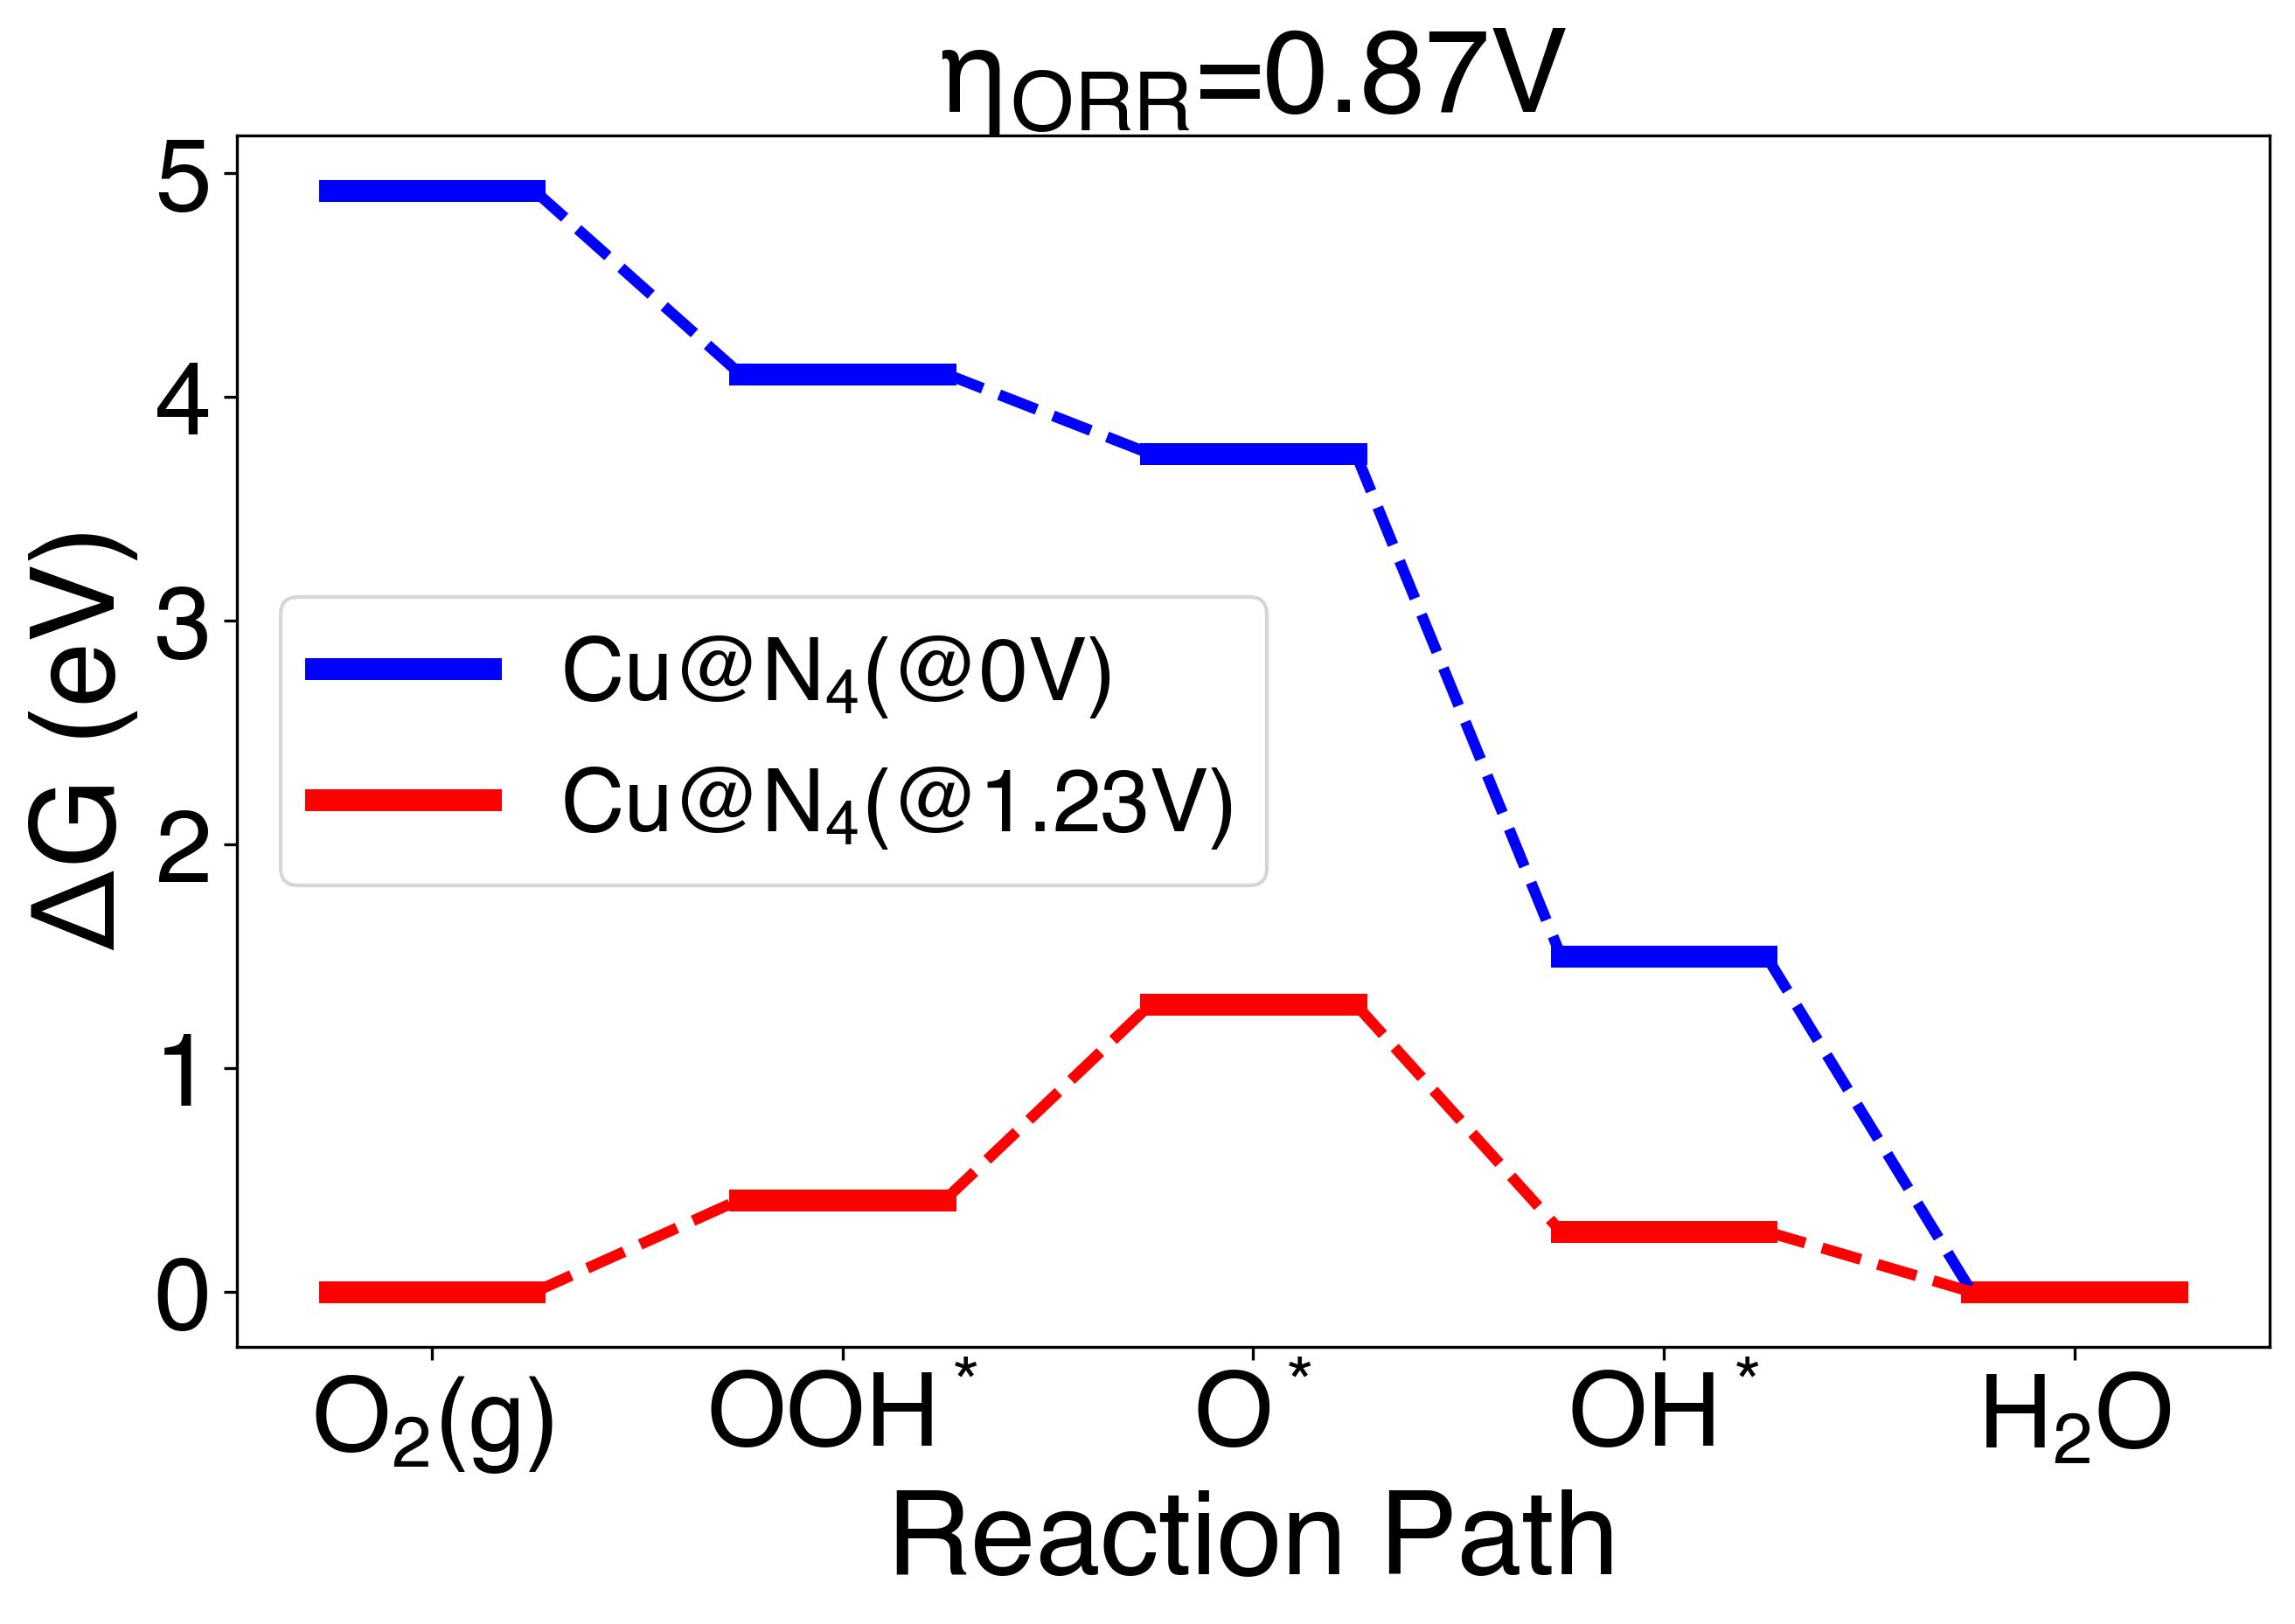 η_ORR=0.87V
5
4
3
2
1
0
ΔG (eV)
Cu@N₄(@0V)
Cu@N₄(@1.23V)
O₂(g) OOH* O* OH* H₂O
Reaction Path